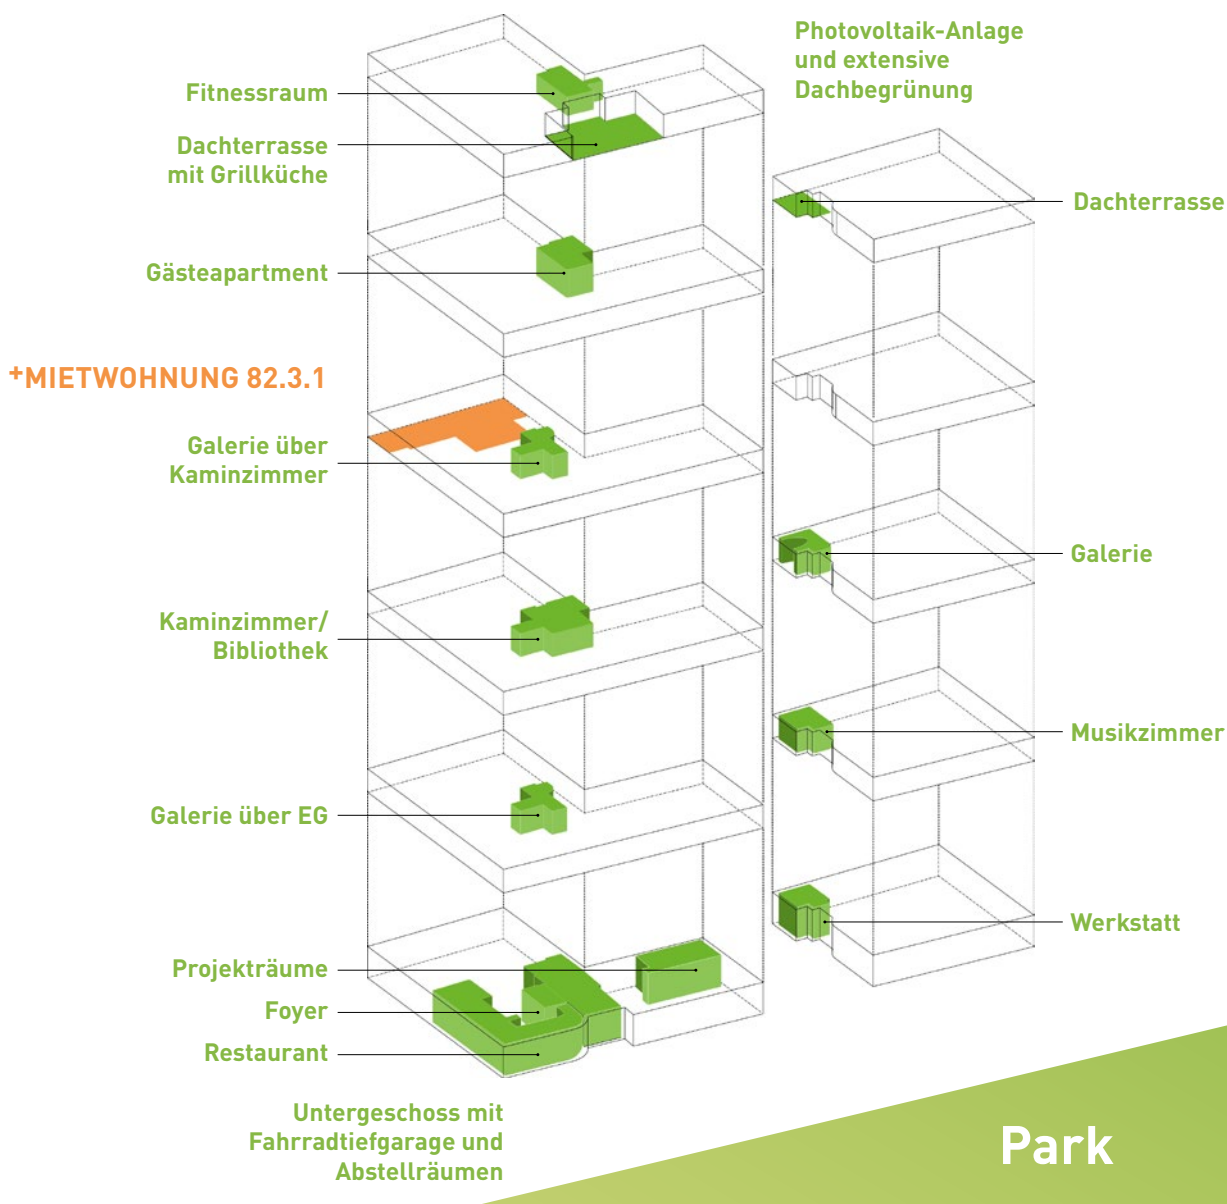 Photovoltaik-Anlage
und extensive
Dachbegrünung
Fitnessraum
Dachterrasse
mit Grillküche
Dachterrasse
Gästeapartment
+MIETWOHNUNG 82.3.1
Galerie über
Kaminzimmer
Galerie
Kaminzimmer/
Bibliothek
Musikzimmer
Galerie über EG
Werkstatt
Projekträume
Foyer
Restaurant
Untergeschoss mit
Fahrradtiefgarage und
Abstellräumen
Park